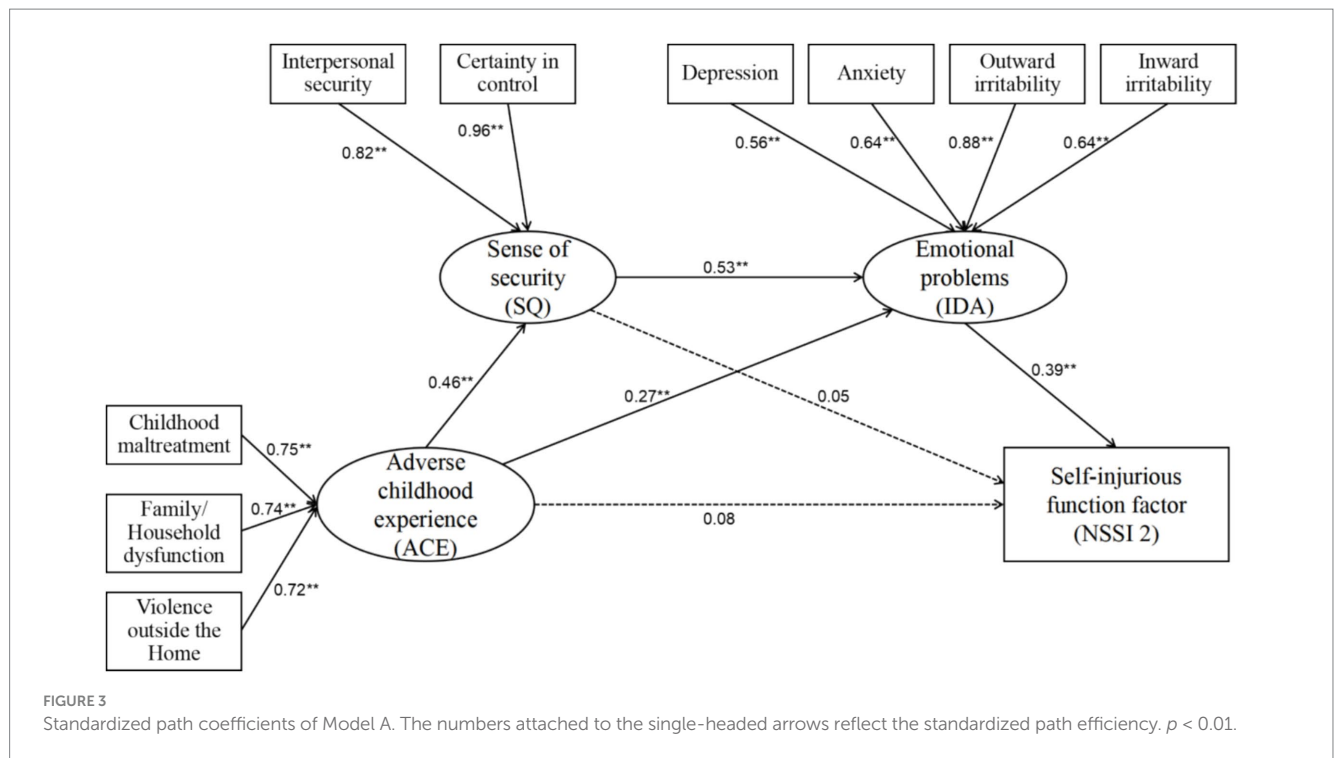 Interpersonal
security
Certainty in
control
Depression
Anxiety
Outward
irritability
Inward
irritability
0.82**
0.96**
0.56**
0.64**
0.88**
0.64**
Sense of
security
(SQ)
0.53**
Emotional
problems
(IDA)
0.46**
0.27**
0.05
0.39**
Childhood
maltreatment
0.75**
Family/
Household
dysfunction
0.74**
Violence
outside the
Home
0.72**
Adverse
childhood
experience
(ACE)
0.08
Self-injurious
function factor
(NSSI 2)
FIGURE 3
Standardized path coefficients of Model A. The numbers attached to the single-headed arrows reflect the standardized path efficiency. p < 0.01.